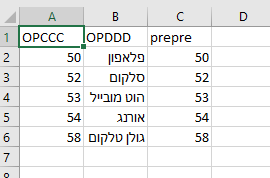 A B C D
1 OPCCC OPDDD prepre
2 50 פלאפון 50
3 52 סלקום 52
4 53 הוט מובייל 53
5 54 אורנג 54
6 58 גולן טלקום 58
7